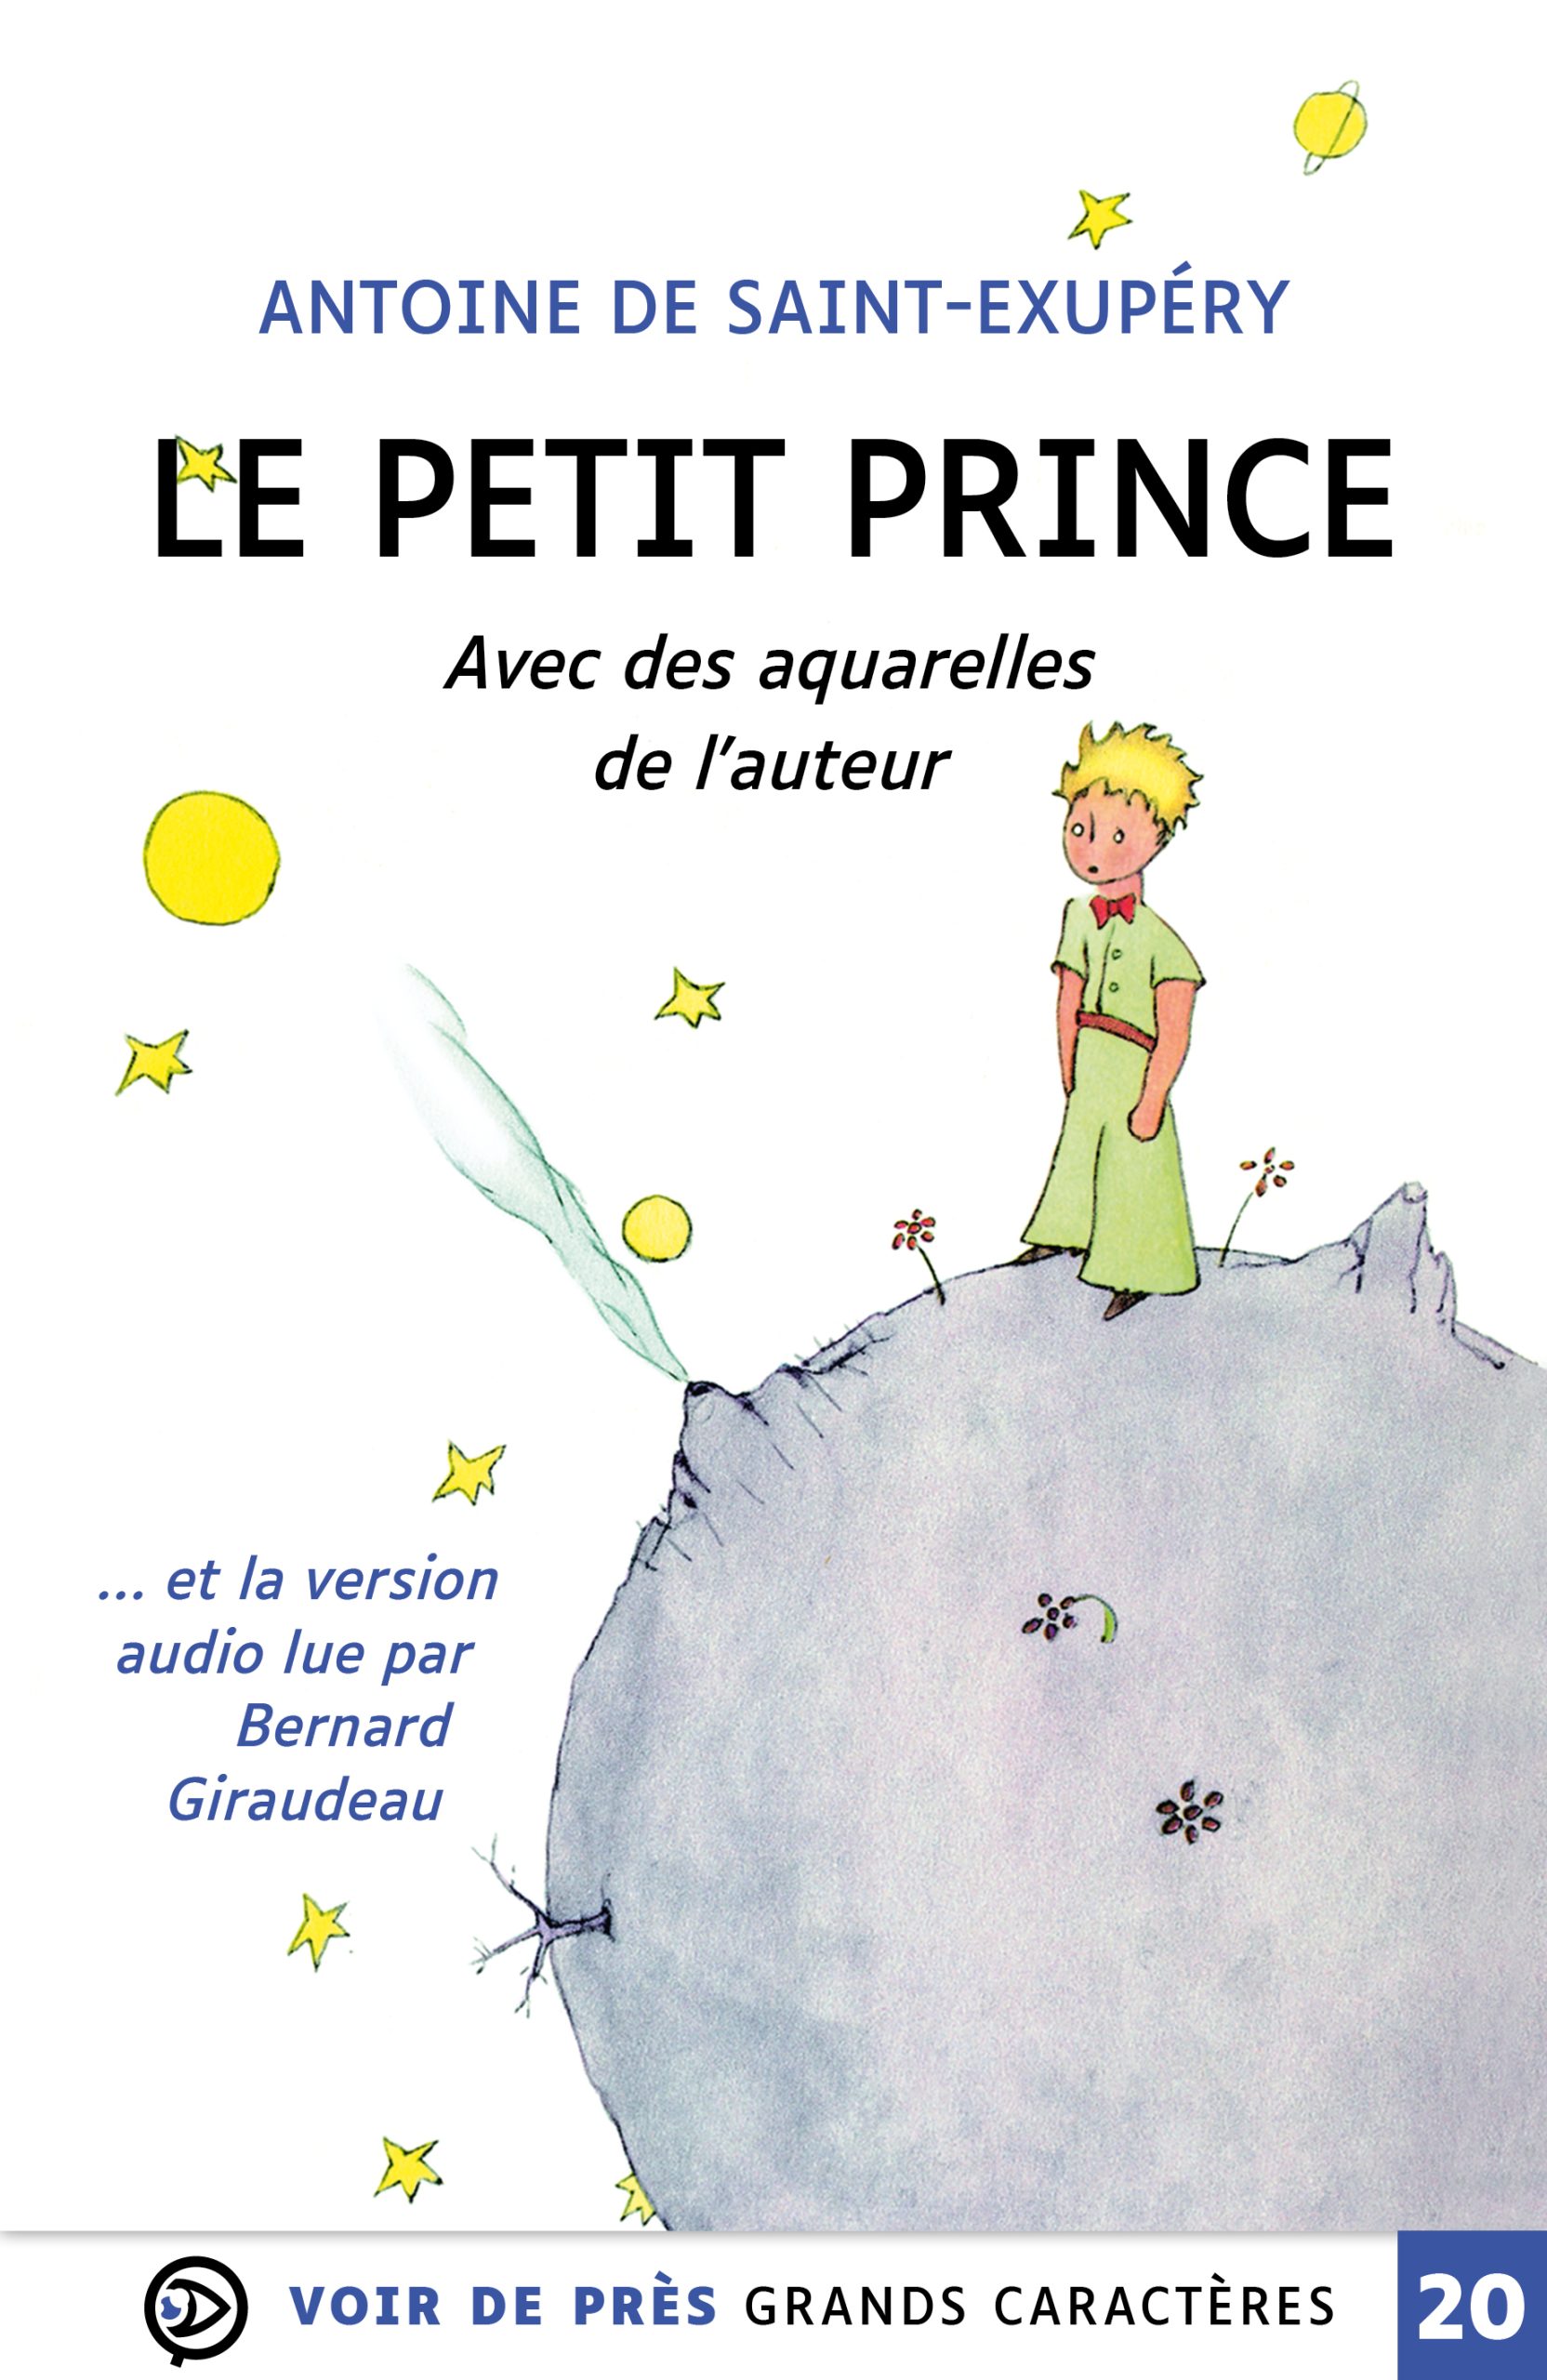 ANTOINE DE SAINT-EXUPÉRY
LE PETIT PRINCE
Avec des aquarelles
de l’auteur
... et la version
audio lue par
Bernard
Giraudeau
VOIR DE PRÈS GRANDS CARACTÈRES 20